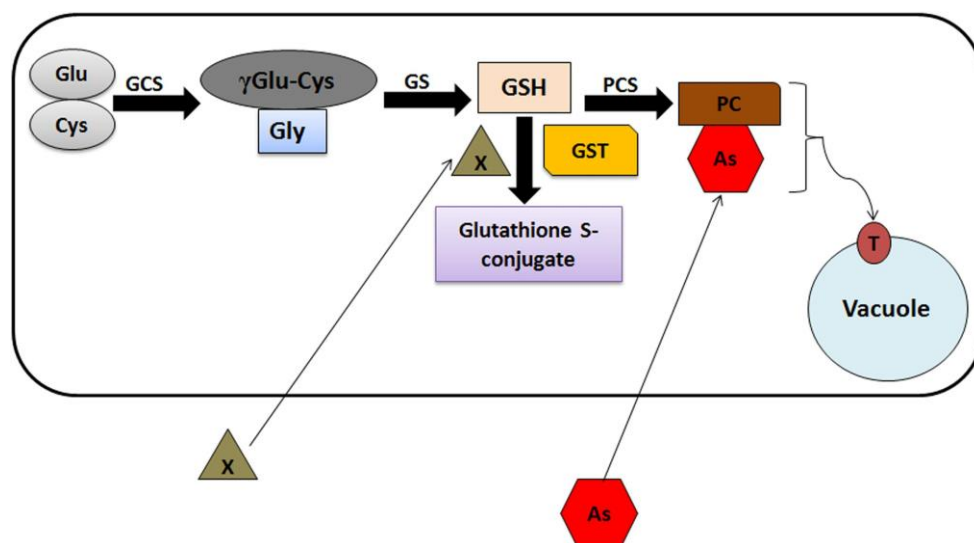 Glu
Cys
GCS
γGlu-Cys
Gly
GS
GSH
PCS
PC
As
X
GST
Glutathione S-
conjugate
T
Vacuole
X
As